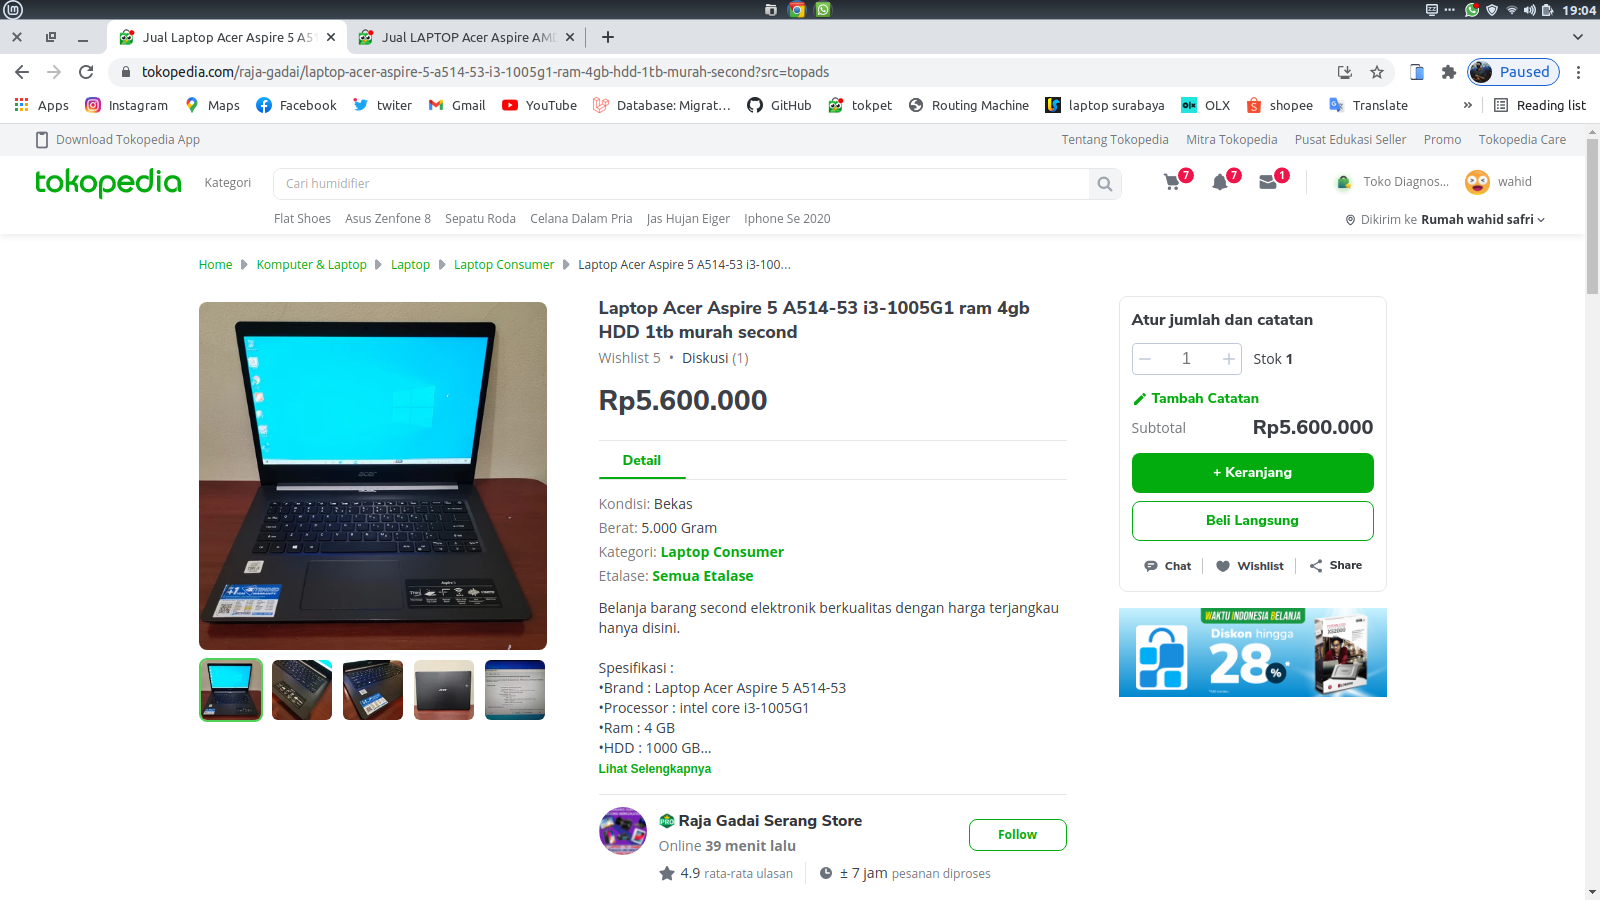 19:04
Jual Laptop Acer Aspire 5 A51
Jual LAPTOP Acer Aspire AM
tokopedia.com/raja-gadai/laptop-acer-aspire-5-a514-53-i3-1005g1-ram-4gb-hdd-1tb-murah-second?src=topads
Paused
Apps
Instagram
Maps
Facebook
twiter
Gmail
YouTube
Database: Migrat...
GitHub
tokpet
Routing Machine
laptop surabaya
OLX
shopee
Translate
»
Reading list
Download Tokopedia App
Tentang Tokopedia
Mitra Tokopedia
Pusat Edukasi Seller
Promo
Tokopedia Care
tokopedia
Kategori
Cari humidifier
7
7
1
Toko Diagnos...
wahid
Flat Shoes
Asus Zenfone 8
Sepatu Roda
Celana Dalam Pria
Jas Hujan Eiger
Iphone Se 2020
Dikirim ke Rumah wahid safri
Home
Komputer & Laptop
Laptop
Laptop Consumer
Laptop Acer Aspire 5 A514-53 i3-100...
Laptop Acer Aspire 5 A514-53 i3-1005G1 ram 4gb
HDD 1tb murah second
Wishlist 5 • Diskusi (1)
Rp5.600.000
Detail
Kondisi: Bekas
Berat: 5.000 Gram
Kategori: Laptop Consumer
Etalase: Semua Etalase
Belanja barang second elektronik berkualitas dengan harga terjangkau
hanya disini.
Spesifikasi :
•Brand : Laptop Acer Aspire 5 A514-53
•Processor : intel core i3-1005G1
•Ram : 4 GB
•HDD : 1000 GB...
Lihat Selengkapnya
PRO
Raja Gadai Serang Store
Online 39 menit lalu
Follow
4.9 rata-rata ulasan
± 7 jam pesanan diproses
Atur jumlah dan catatan
1
Stok 1
Tambah Catatan
Subtotal
Rp5.600.000
+ Keranjang
Beli Langsung
Chat
Wishlist
Share
WAKTU INDONESIA BELANJA
Diskon hingga
28%
acer
Aspire 5